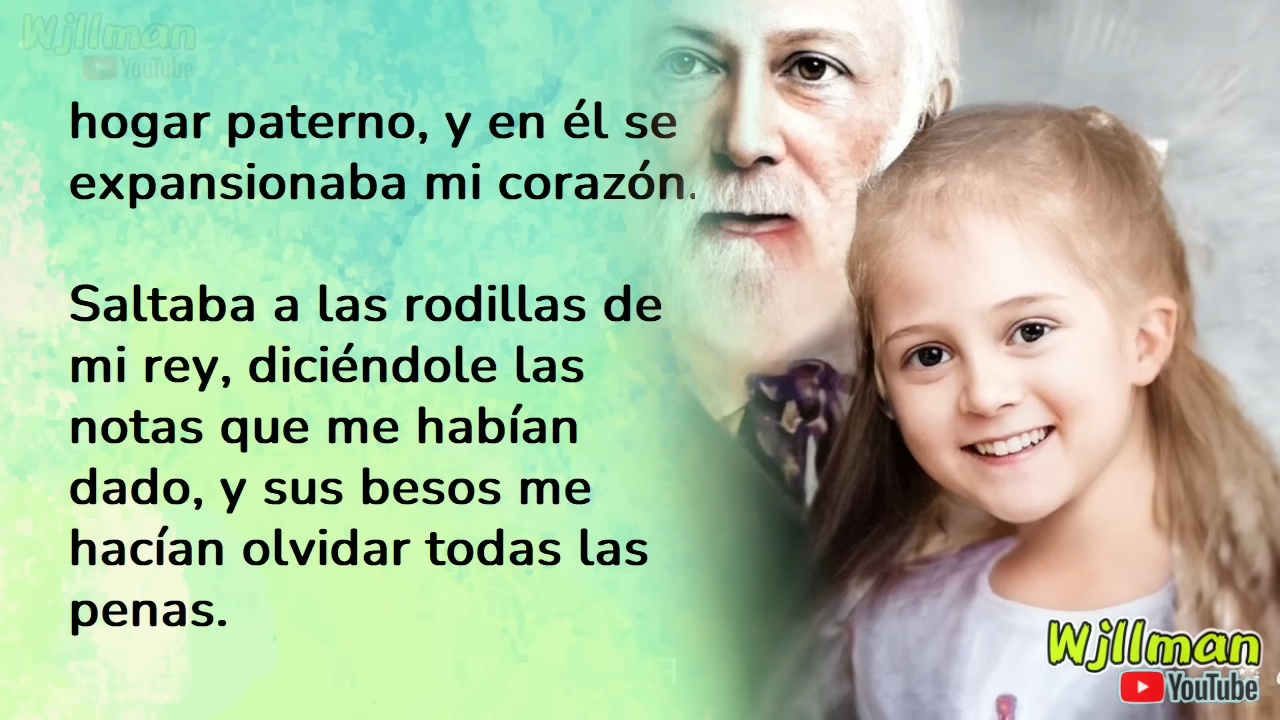 Wjllman
YouTube
hogar paterno, y en él se
expansionaba mi corazón.
Saltaba a las rodillas de
mi rey, diciéndole las
notas que me habían
dado, y sus besos me
hacían olvidar todas las
penas.
Wjllman
YouTube